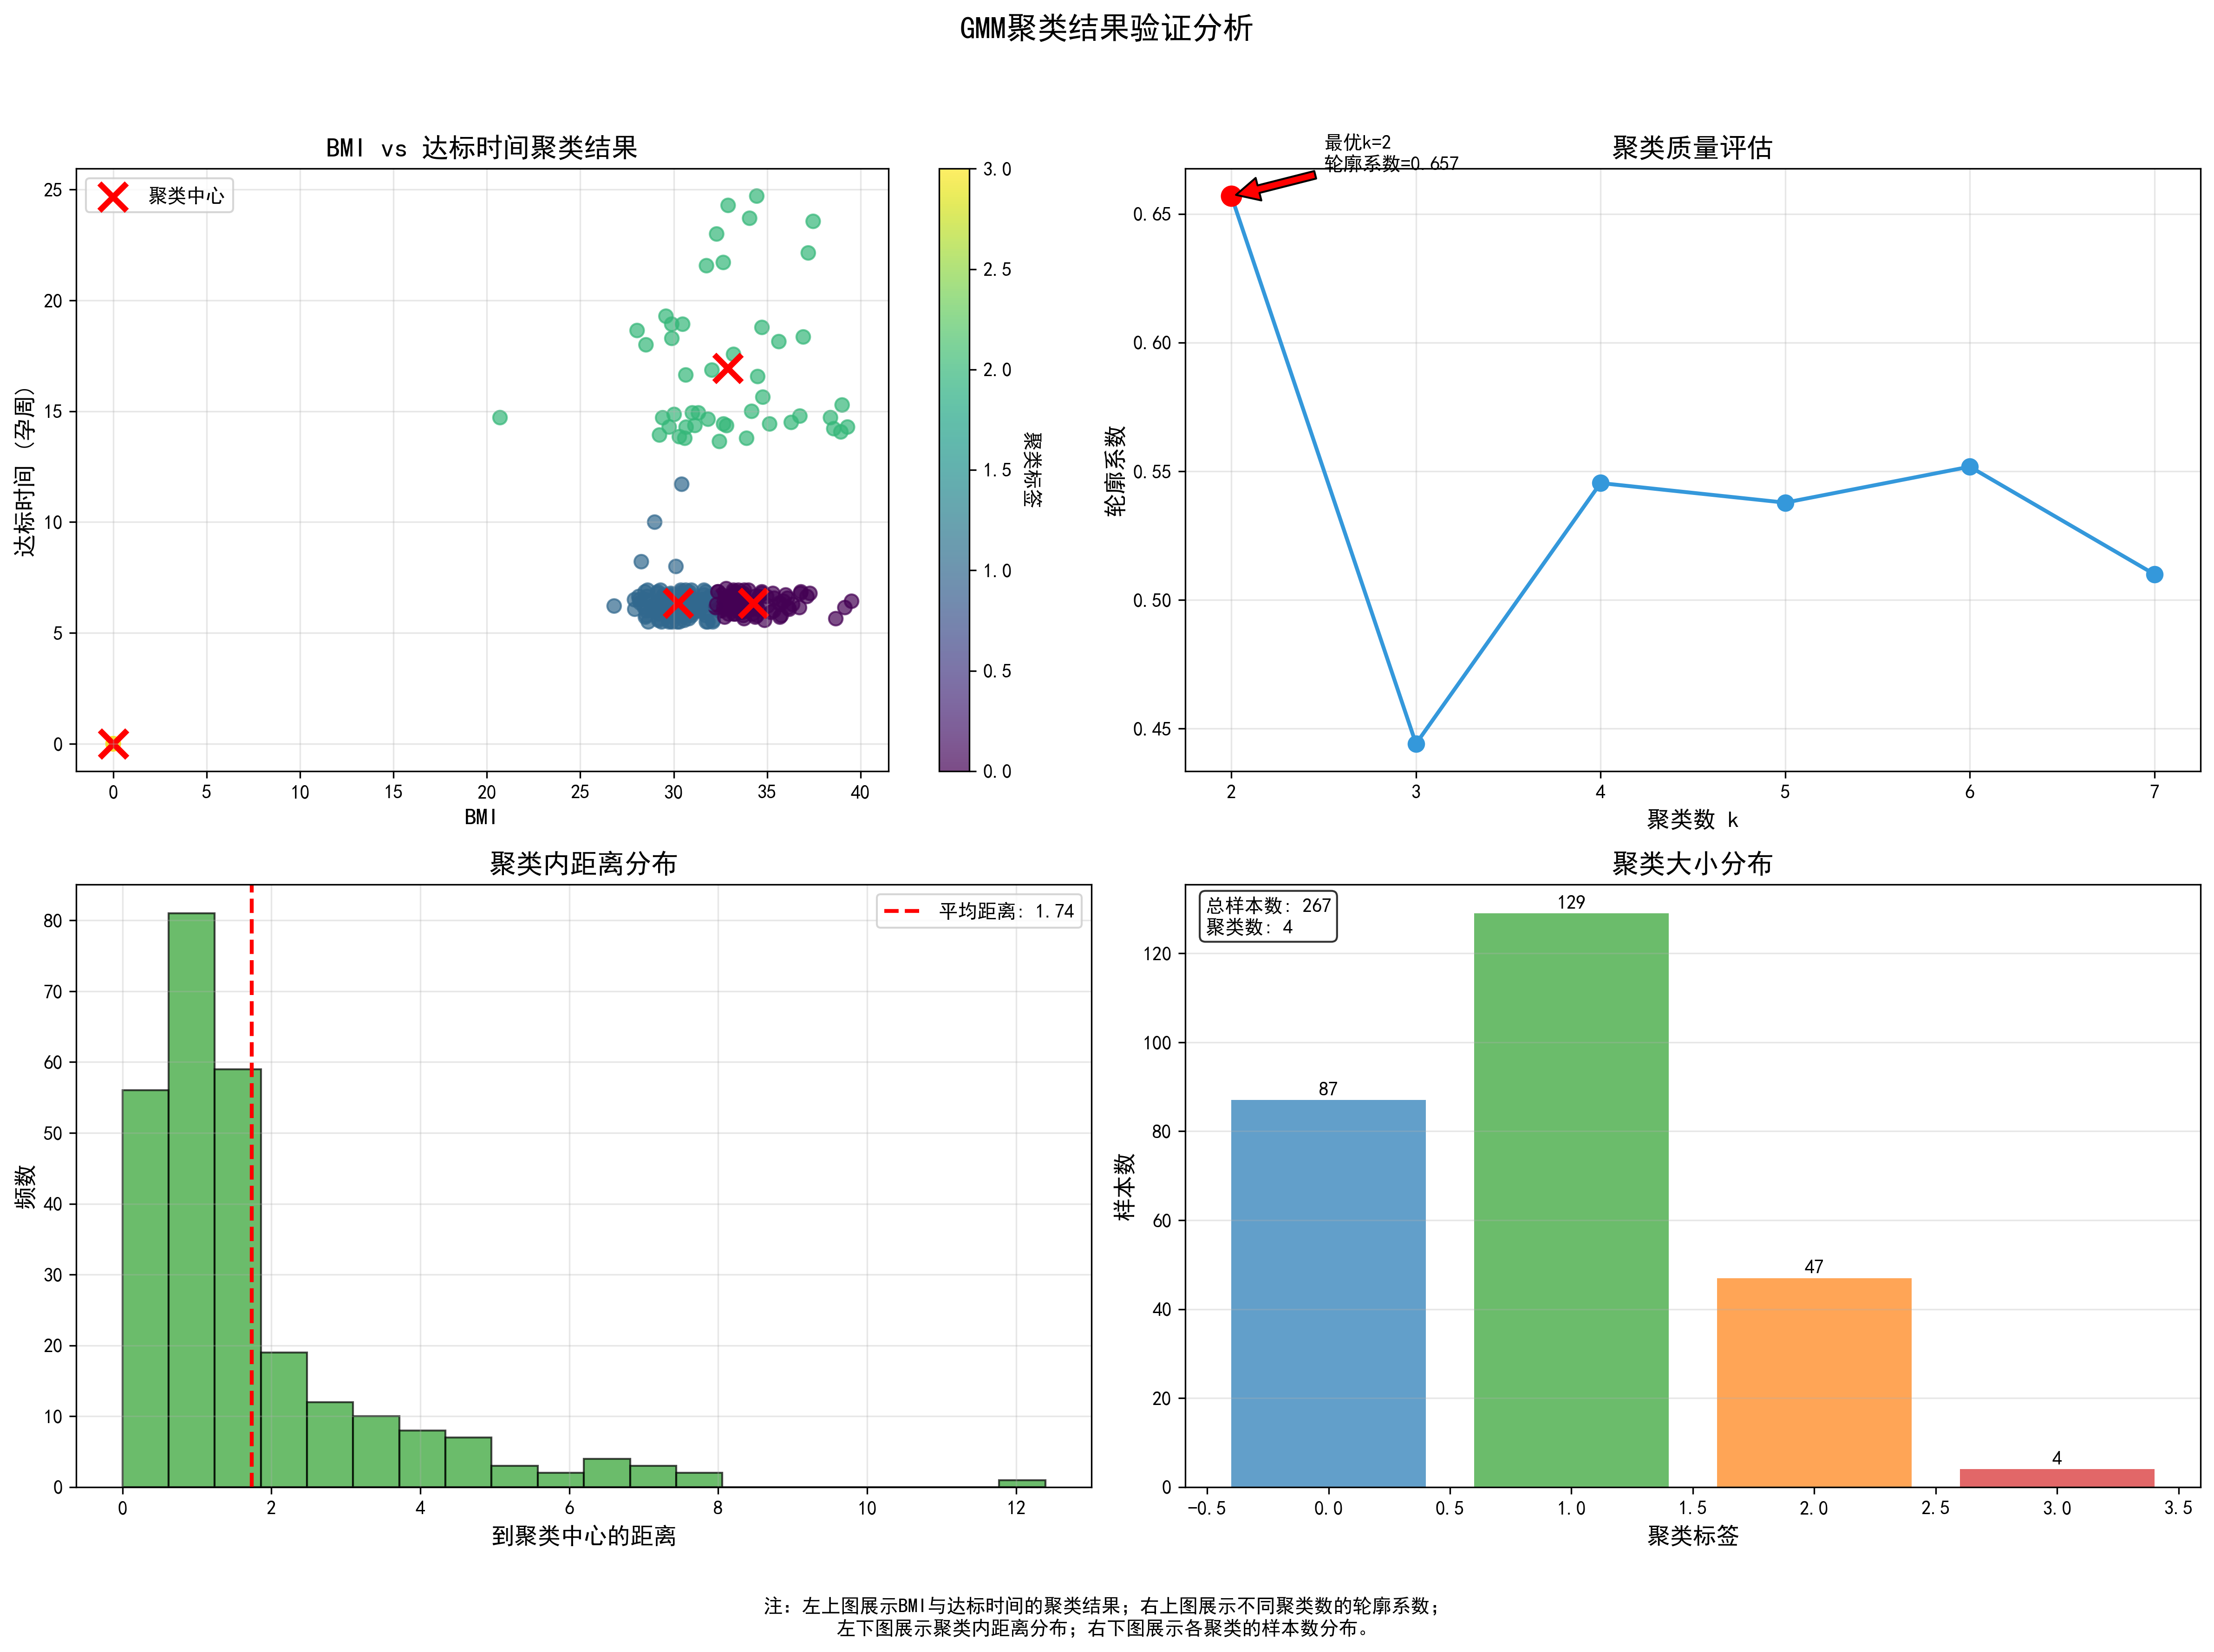 GMM聚类结果验证分析
BMI vs 达标时间聚类结果
聚类中心
25
20
15
10
5
0
达标时间 (孕周)
0 5 10 15 20 25 30 35 40
BMI
3.0
2.5
2.0
1.5
1.0
0.5
0.0
聚类标签
聚类质量评估
最优k=2
轮廓系数=0.657
0.65
0.60
0.55
0.50
0.45
轮廓系数
2 3 4 5 6 7
聚类数 k
聚类内距离分布
平均距离: 1.74
80
70
60
50
40
30
20
10
0
频数
0 2 4 6 8 10 12
到聚类中心的距离
聚类大小分布
总样本数: 267
聚类数: 4
129
87
47
4
120
100
80
60
40
20
0
样本数
-0.5 0.0 0.5 1.0 1.5 2.0 2.5 3.0 3.5
聚类标签
注：左上图展示BMI与达标时间的聚类结果；右上图展示不同聚类数的轮廓系数；
左下图展示聚类内距离分布；右下图展示各聚类的样本数分布。